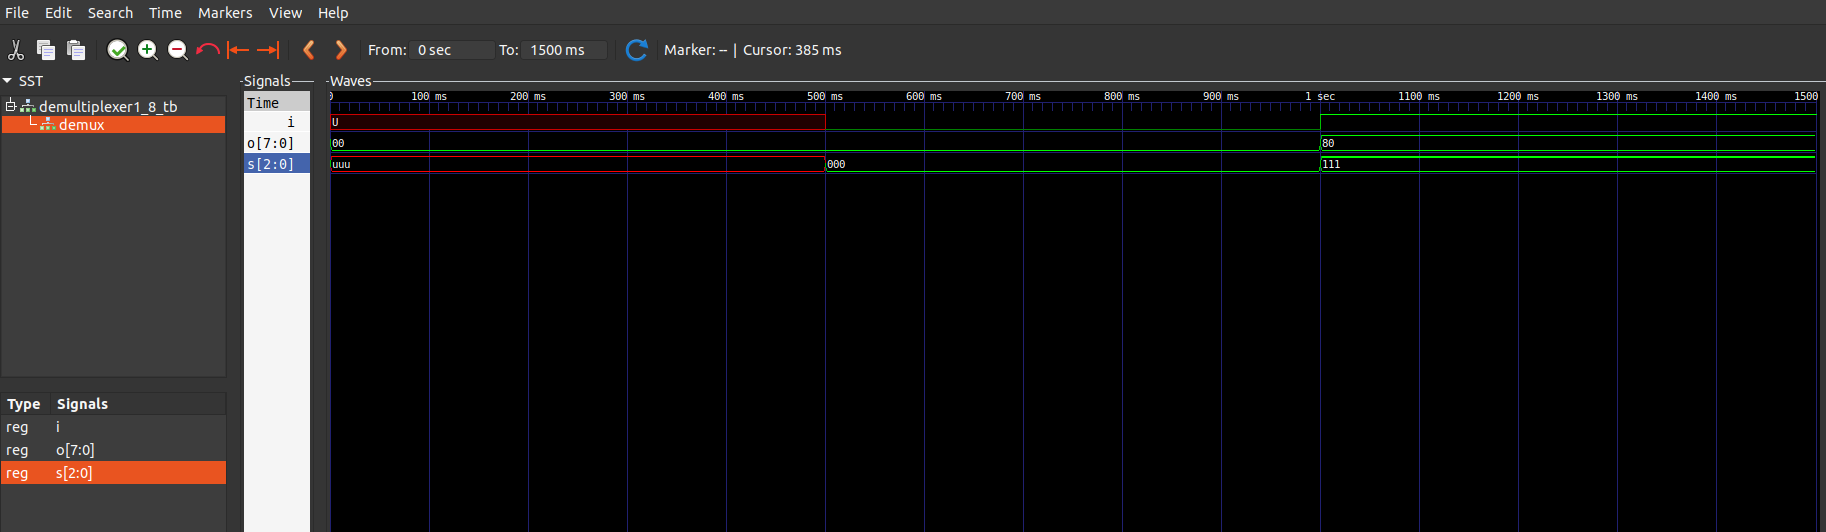 File Edit Search Time Markers View Help
From: 0 sec To: 1500 ms Marker: -- | Cursor: 385 ms
SST
demultiplexer1_8_tb
demux
Type Signals
reg i
reg o[7:0]
reg s[2:0]
Signals
Time
i
o[7:0]
s[2:0]
Waves
0 100 ms 200 ms 300 ms 400 ms 500 ms 600 ms 700 ms 800 ms 900 ms 1 sec 1100 ms 1200 ms 1300 ms 1400 ms 1500
U
00 80
uuu 000 111